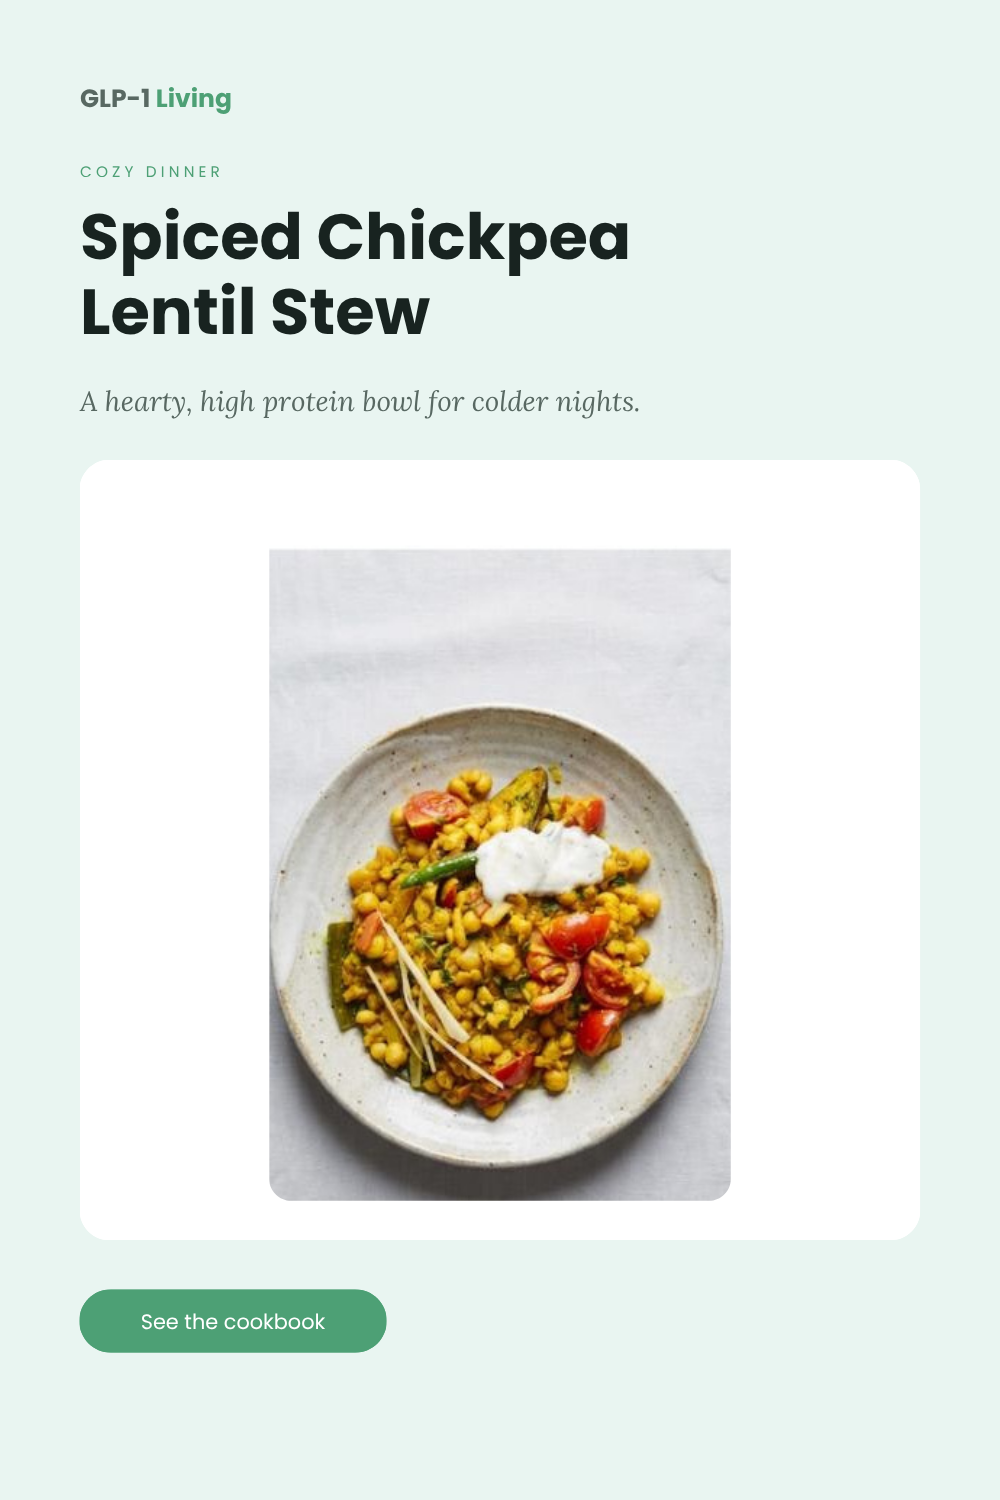 GLP-1 Living
COZY DINNER
Spiced Chickpea
Lentil Stew
A hearty, high protein bowl for colder nights.
See the cookbook